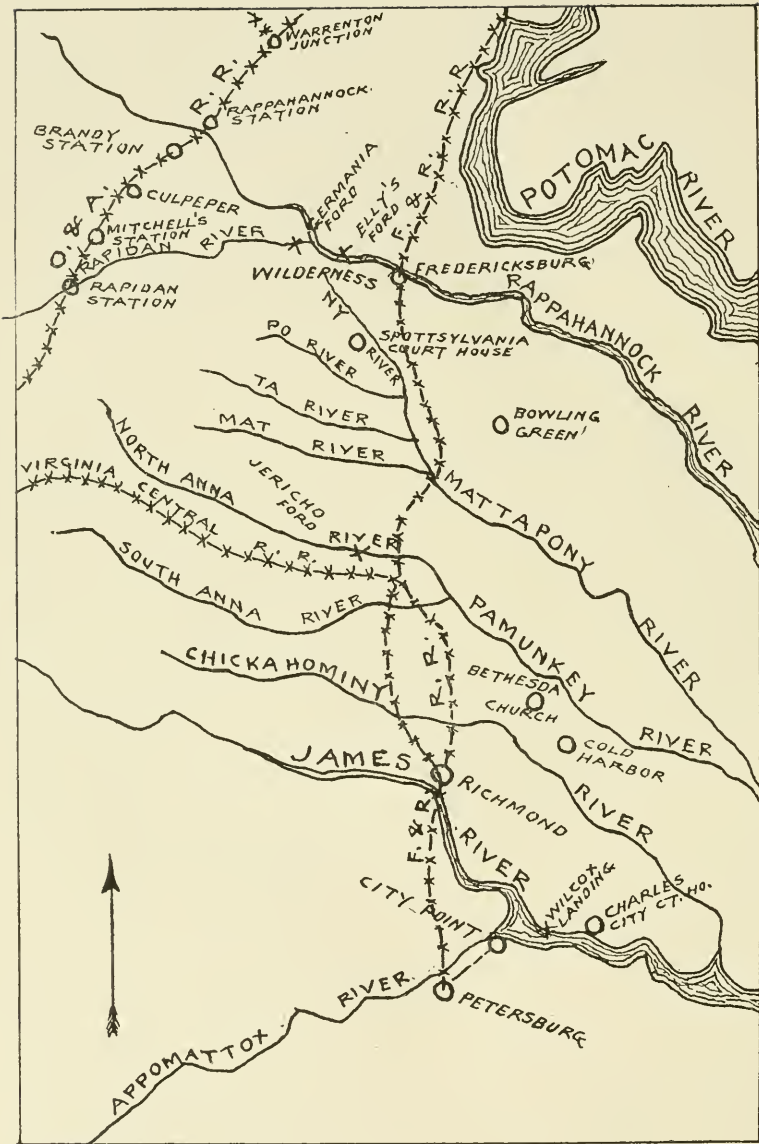 WARRENTON
JUNCTION
R. R.
RAPPAHANNOCK
STATION
BRANDY
STATION
CULPEPER
O. & A.
MITCHELL'S
STATION
RAPIDAN
RIVER
RAPIDAN
STATION
GERMANIA
FORD
ELLY'S
FORD
F. & R. R. R.
POTOMAC
RIVER
WILDERNESS
FREDERICKSBURG
RAPPAHANNOCK
RIVER
NY
RIVER
PO RIVER
SPOTTSYLVANIA
COURT HOUSE
TA RIVER
MAT RIVER
BOWLING
GREEN
NORTH ANNA
RIVER
VIRGINIA
CENTRAL
R. R.
JERICHO
FORD
MATTAPONY
RIVER
SOUTH ANNA
RIVER
PAMUNKEY
RIVER
R. R.
BETHESDA
CHURCH
CHICKAHOMINY
RIVER
COLD
HARBOR
JAMES
RIVER
RICHMOND
F. & R.
CITY POINT
WILCOX
LANDING
CHARLES
CITY CT. HO.
PETERSBURG
APPOMATTOX
RIVER